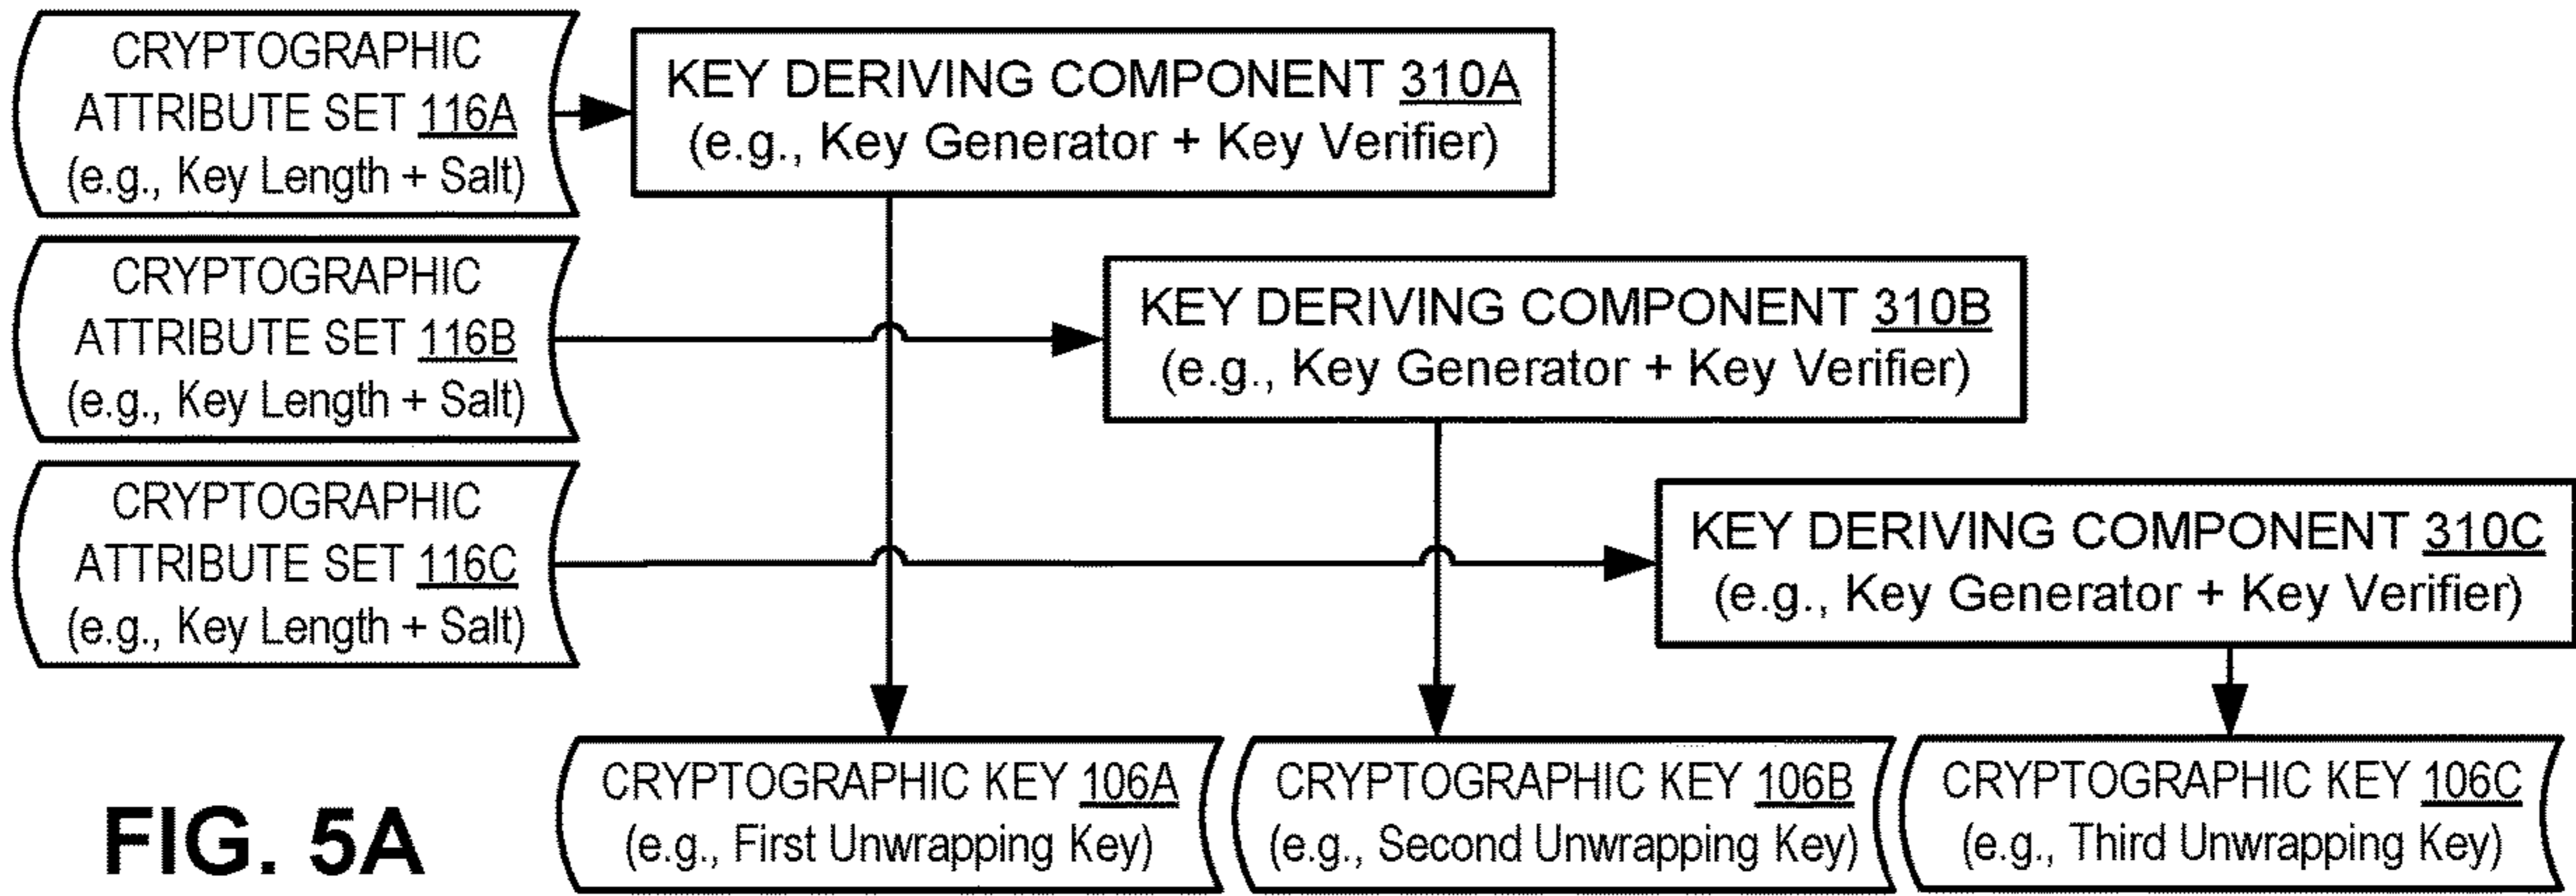 CRYPTOGRAPHIC
ATTRIBUTE SET 116A
(e.g., Key Length + Salt)
KEY DERIVING COMPONENT 310A
(e.g., Key Generator + Key Verifier)
CRYPTOGRAPHIC
ATTRIBUTE SET 116B
(e.g., Key Length + Salt)
KEY DERIVING COMPONENT 310B
(e.g., Key Generator + Key Verifier)
CRYPTOGRAPHIC
ATTRIBUTE SET 116C
(e.g., Key Length + Salt)
KEY DERIVING COMPONENT 310C
(e.g., Key Generator + Key Verifier)
CRYPTOGRAPHIC KEY 106A
(e.g., First Unwrapping Key)
CRYPTOGRAPHIC KEY 106B
(e.g., Second Unwrapping Key)
CRYPTOGRAPHIC KEY 106C
(e.g., Third Unwrapping Key)
FIG. 5A